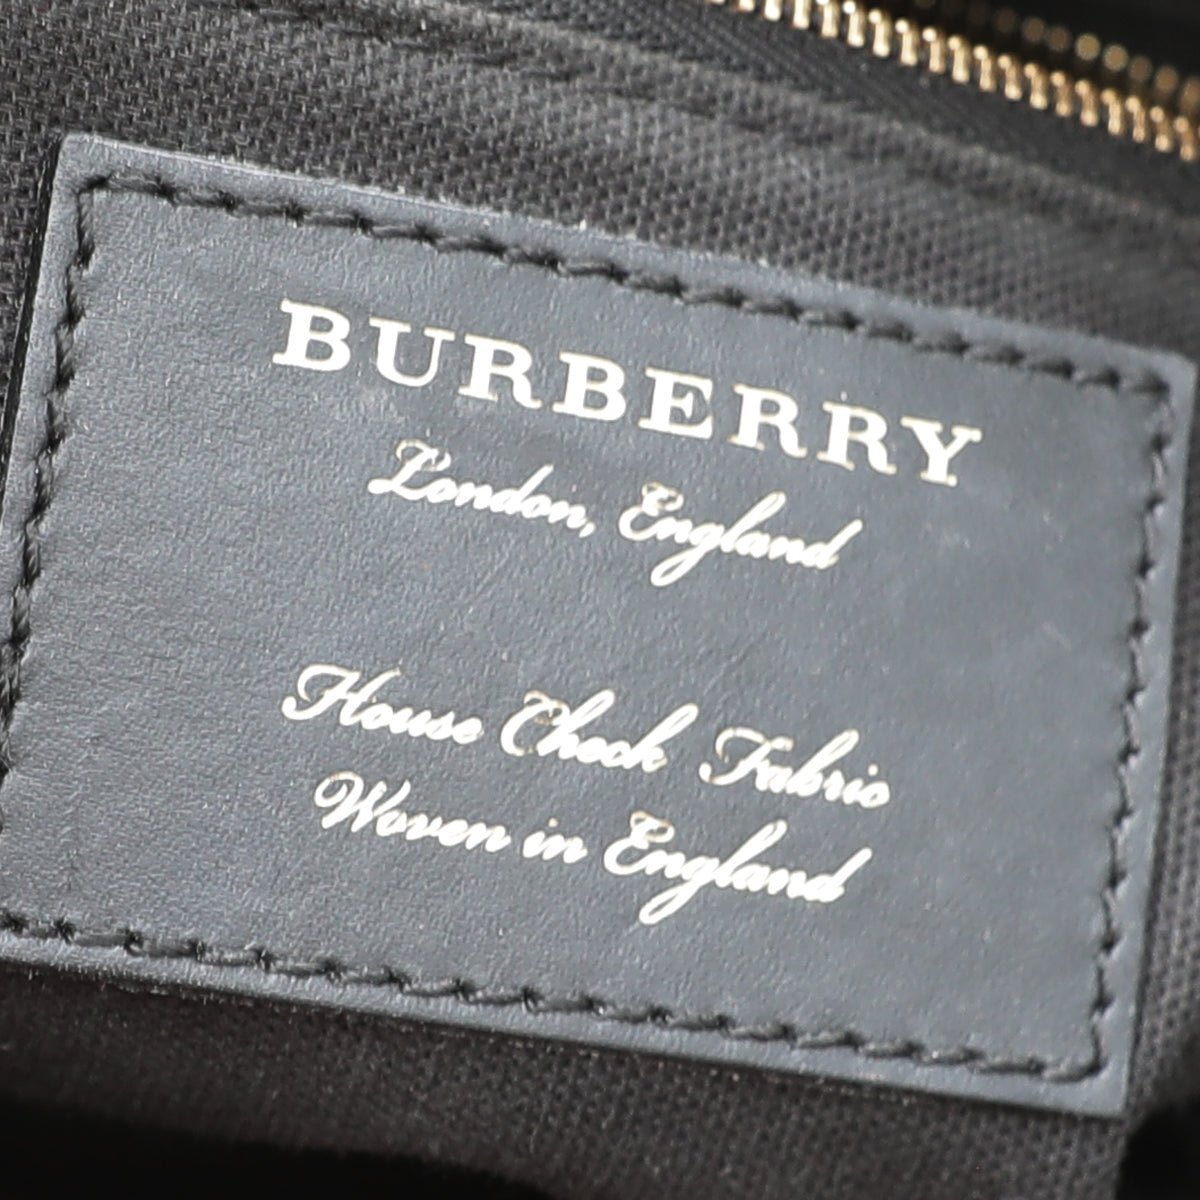 BURBERRY
London, England
House Check Fabric
Woven in England